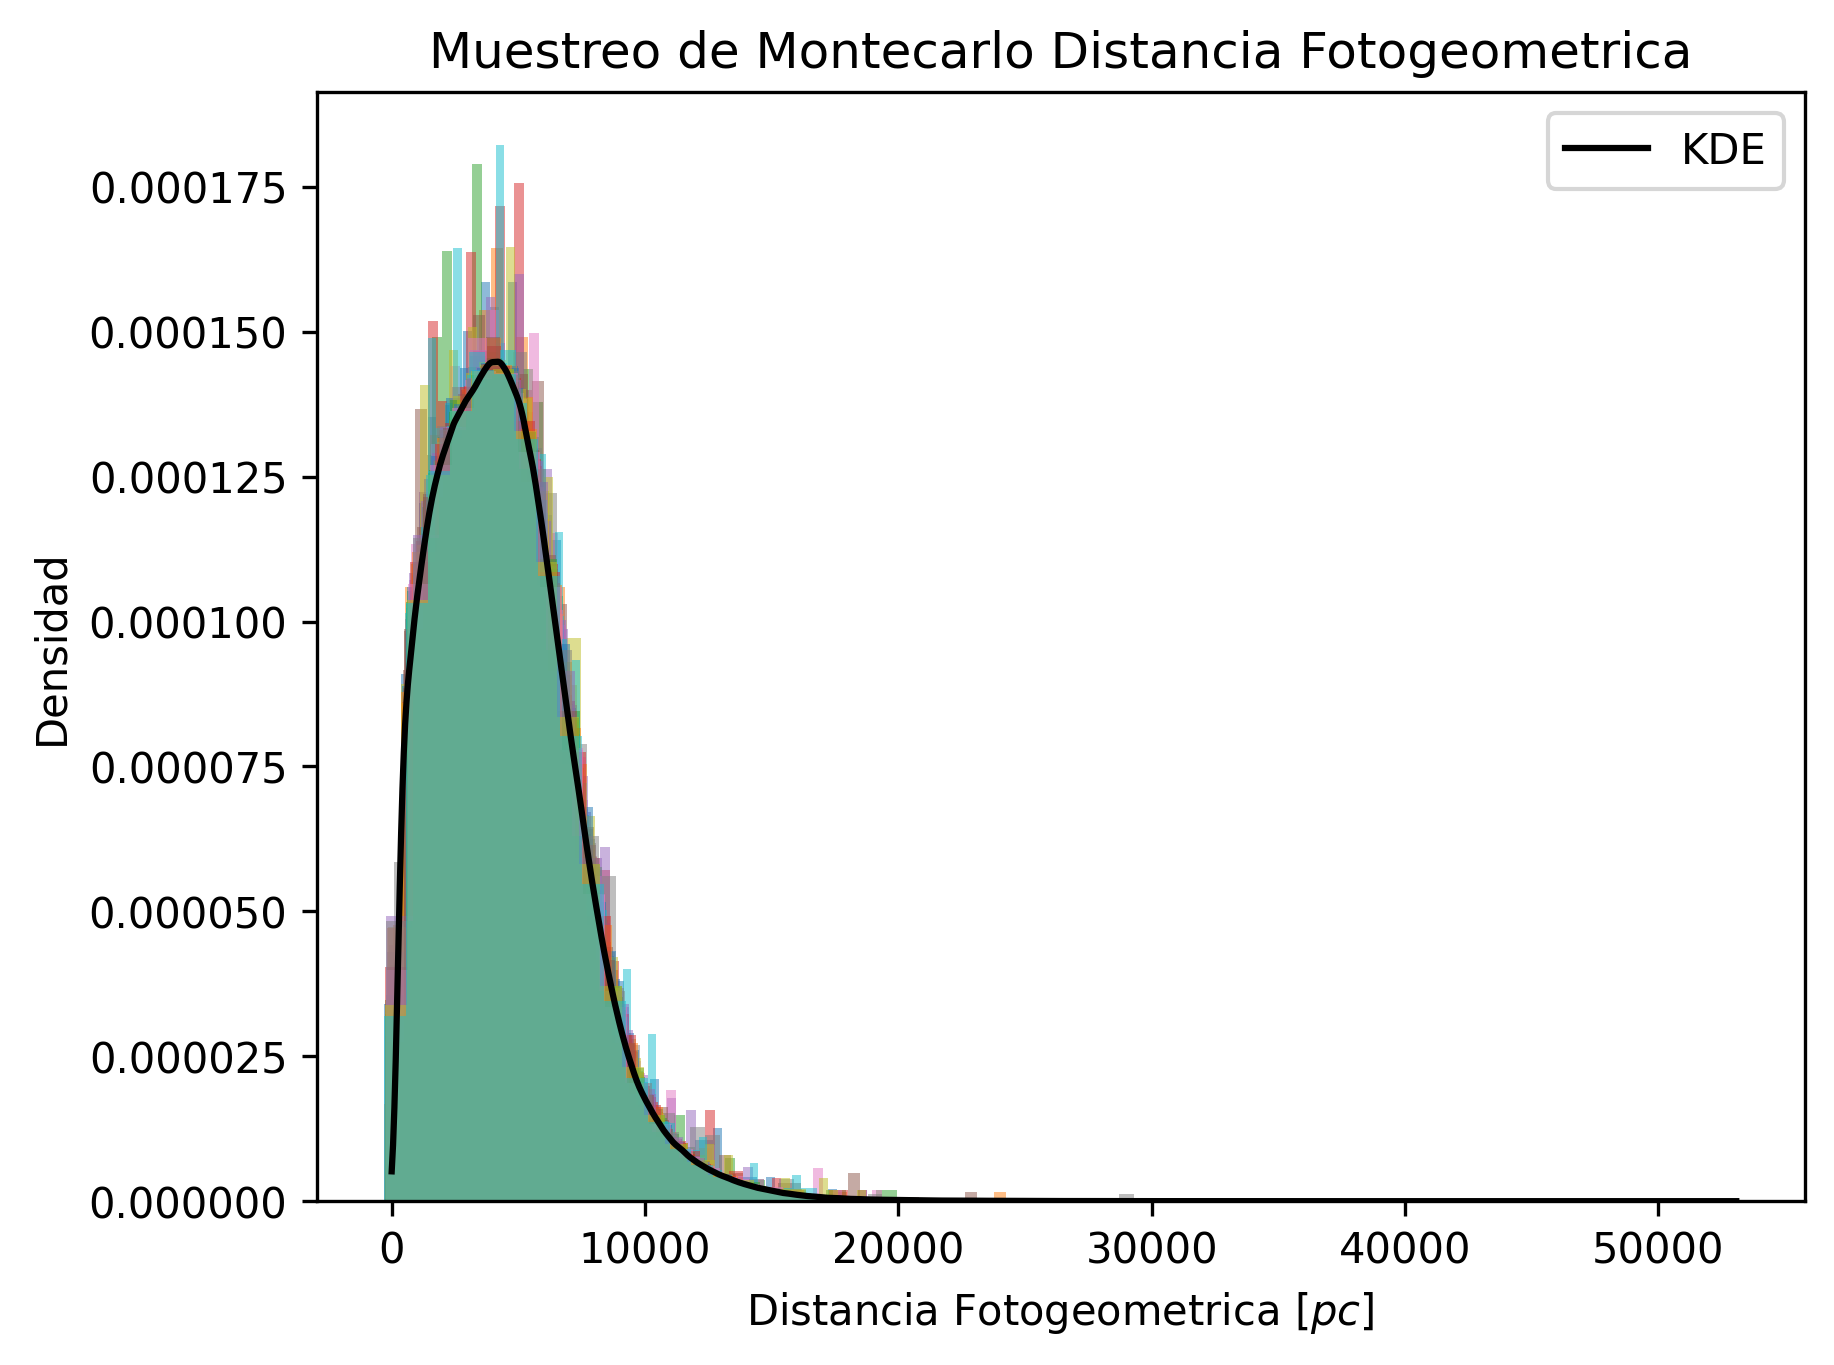 Muestreo de Montecarlo Distancia Fotogeometrica
KDE
0.000175
0.000150
0.000125
0.000100
0.000075
0.000050
0.000025
0.000000
Densidad
0 10000 20000 30000 40000 50000
Distancia Fotogeometrica [pc]